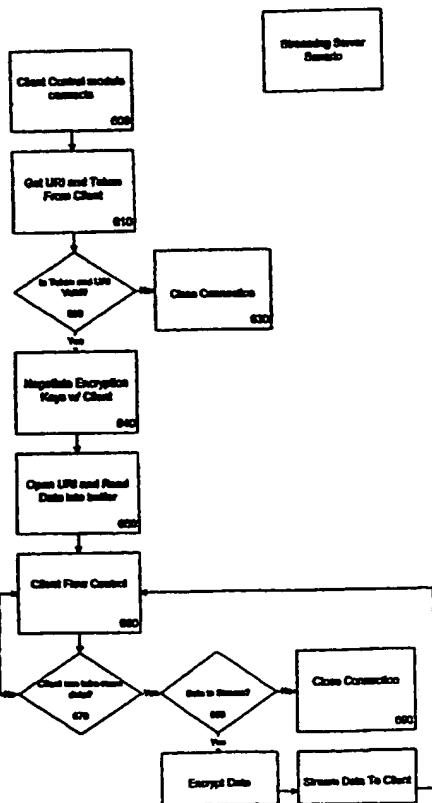 Streaming Server
Client Control module
connects
600
Get URI and Token
From Client
610
Is Token and URI
Valid?
No
Close Connection
630
Yes
Negotiate Encryption
Keys w/ Client
640
Open URI and Read
Data into buffer
650
Client Flow Control
660
Client can take more
data?
670
No
Yes
Data to Stream?
No
Close Connection
690
Yes
Encrypt Data
Stream Data To Client